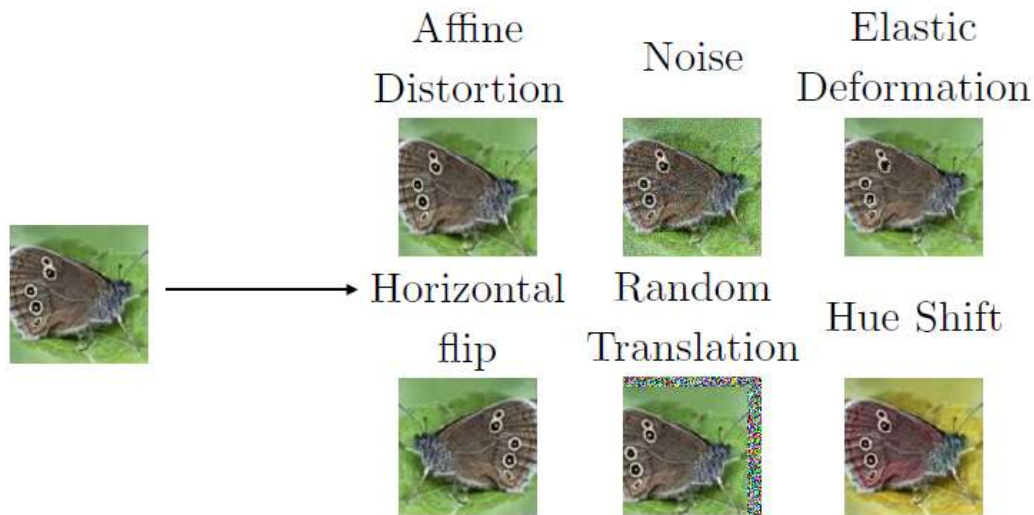 Affine
Distortion
Noise
Elastic
Deformation
Horizontal
flip
Random
Translation
Hue Shift